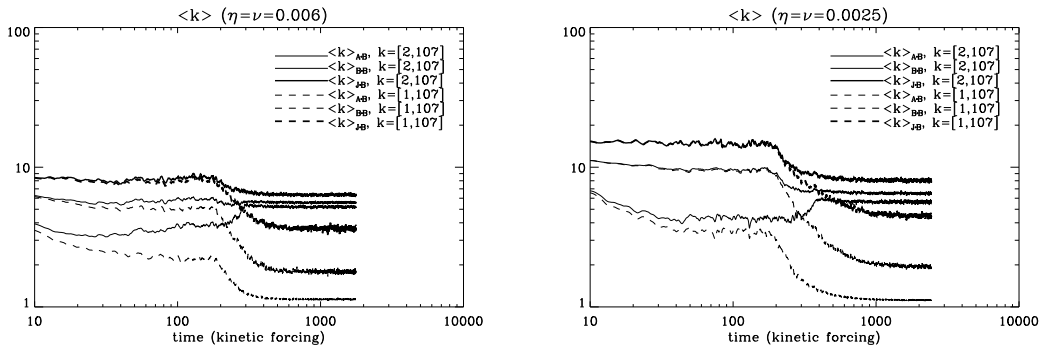 <k> (η=ν=0.006)
100
10
1
<k>A·B, k=[2,107]
<k>B·B, k=[2,107]
<k>J·B, k=[2,107]
<k>A·B, k=[1,107]
<k>B·B, k=[1,107]
<k>J·B, k=[1,107]
10 100 1000 10000
time (kinetic forcing)
<k> (η=ν=0.0025)
100
10
1
<k>A·B, k=[2,107]
<k>B·B, k=[2,107]
<k>J·B, k=[2,107]
<k>A·B, k=[1,107]
<k>B·B, k=[1,107]
<k>J·B, k=[1,107]
10 100 1000 10000
time (kinetic forcing)